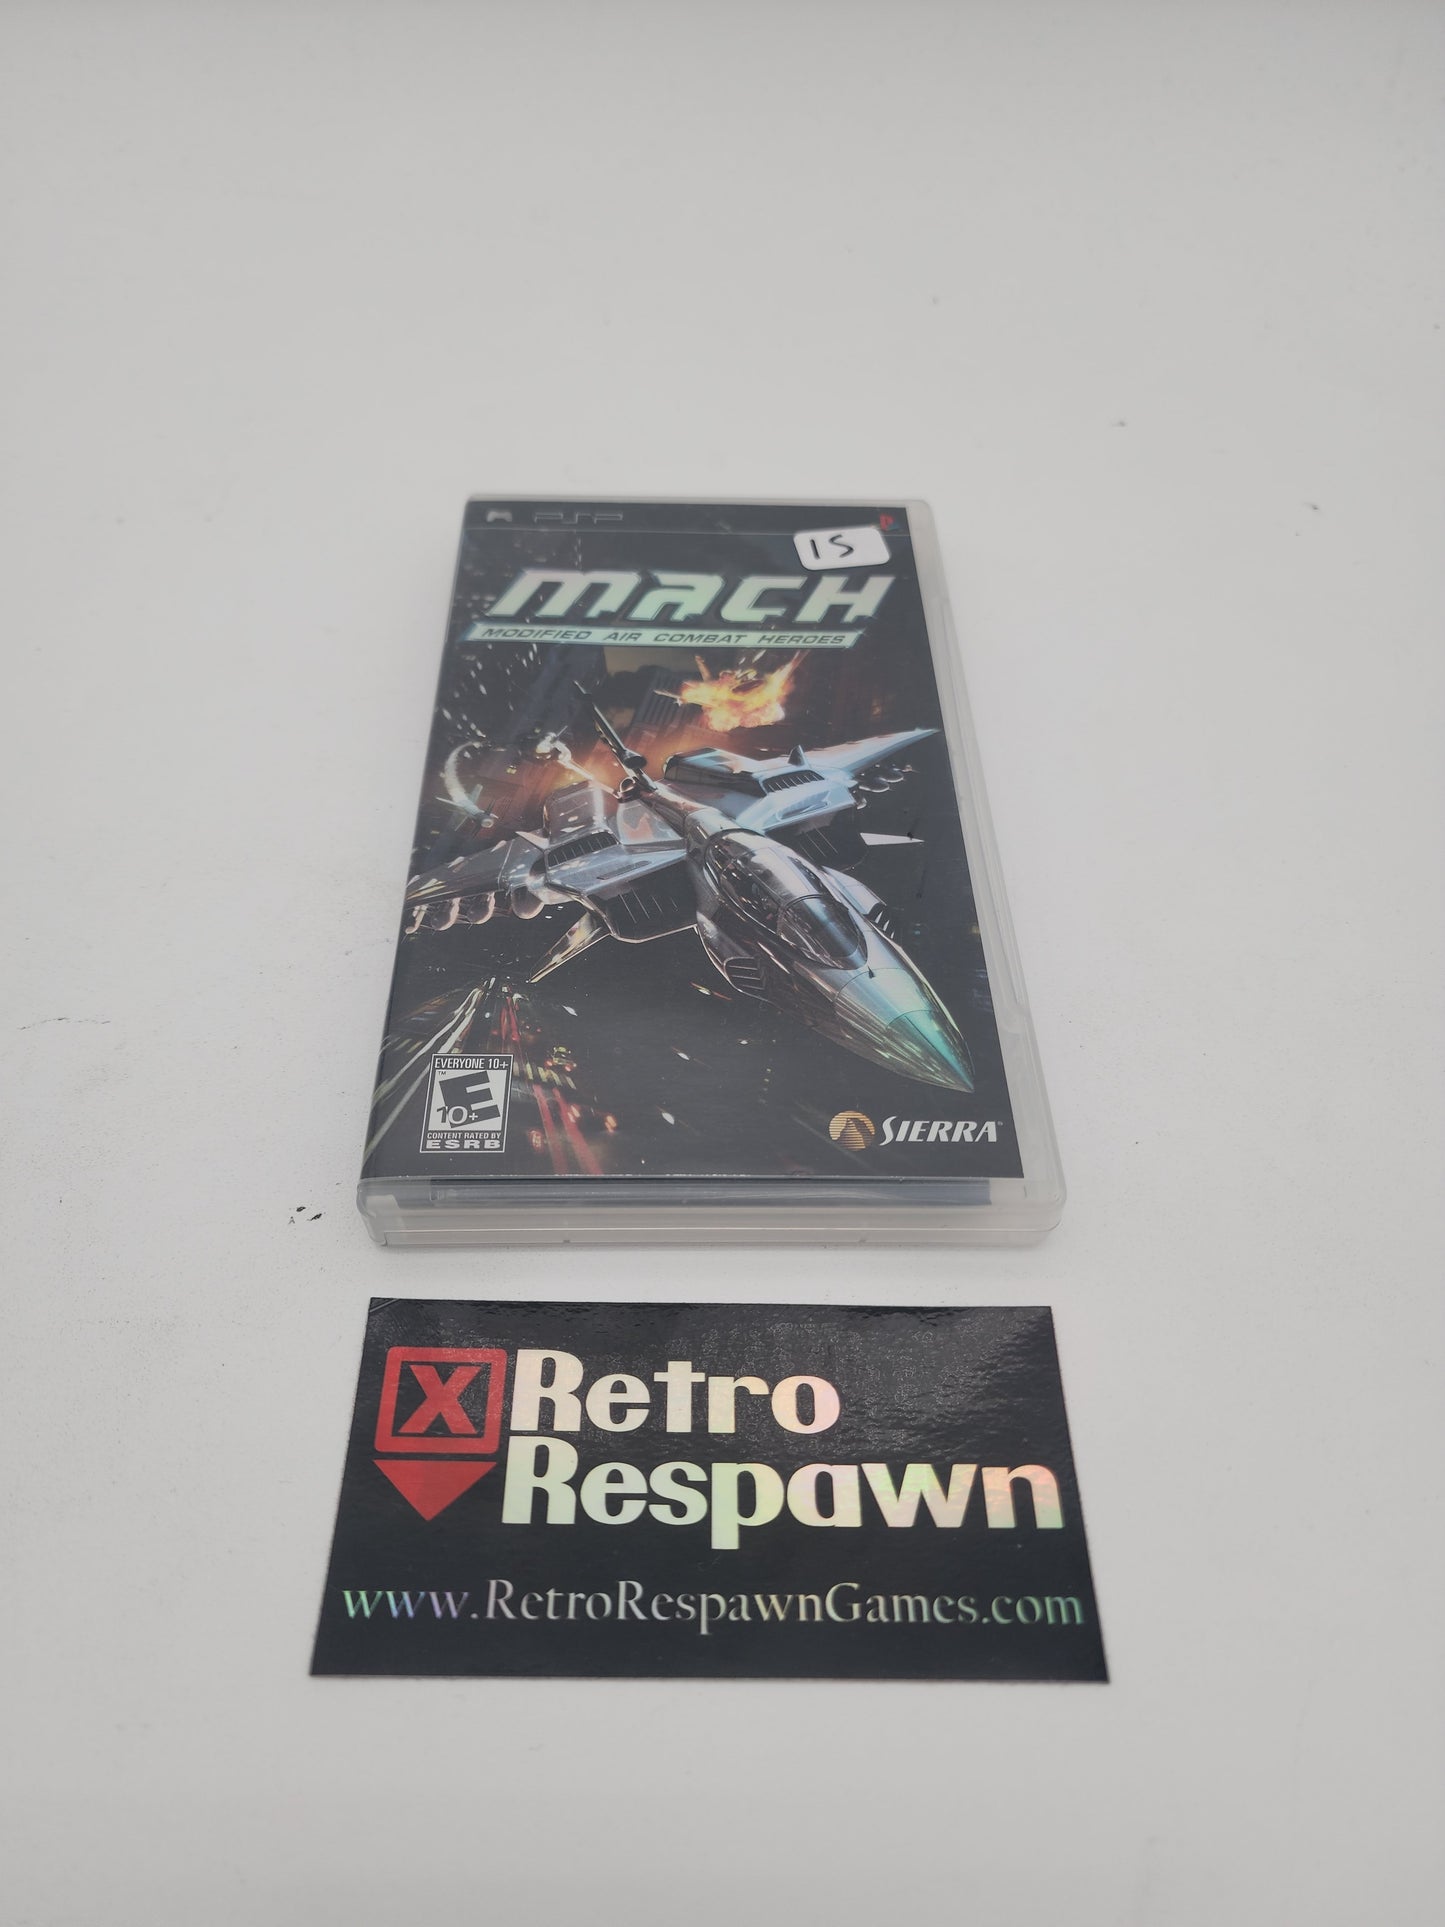 PSP
15
MACH
MODIFIED AIR COMBAT HEROES
EVERYONE 10+
E
10+
CONTENT RATED BY
ESRB
SIERRA
X Retro
Respawn
www.RetroRespawnGames.com